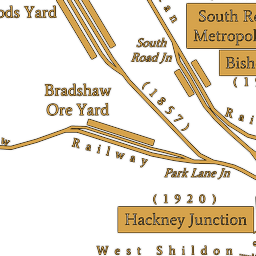 ods Yard
South Ro
Metropol
Bish
South
Road Jn
(1857)
Bradshaw
Ore Yard
Railway
Park Lane Jn
(1920)
Hackney Junction
West Shildon